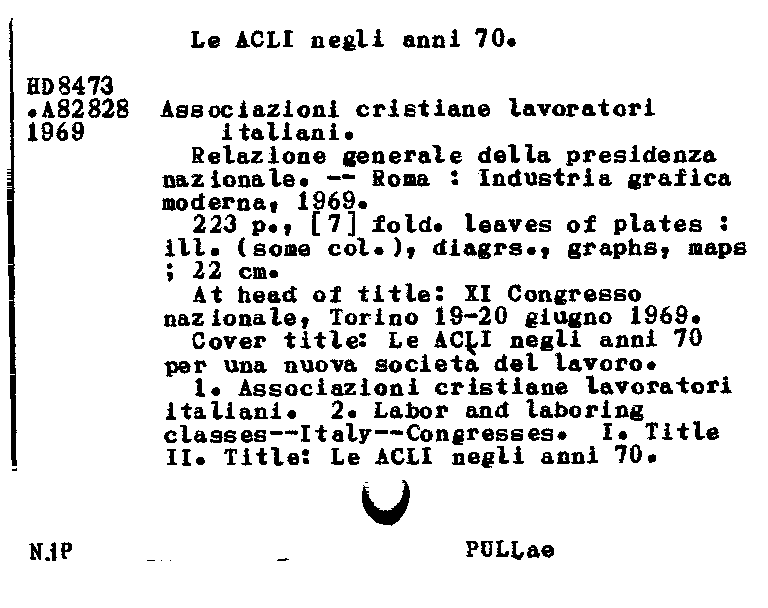 Le ACLI negli anni 70.
HD8473
.A82828 Associazioni cristiane lavoratori
1969 italiani.
Relazione generale della presidenza
nazionale. -- Roma : Industria grafica
moderna, 1969.
223 p., [7] fold. leaves of plates :
ill. (some col.), diagrs., graphs, maps
; 22 cm.
At head of title: XI Congresso
nazionale, Torino 19-20 giugno 1969.
Cover title: Le ACLI negli anni 70
per una nuova società del lavoro.
1. Associazioni cristiane lavoratori
italiani. 2. Labor and laboring
classes--Italy--Congresses. I. Title
II. Title: Le ACLI negli anni 70.
NjP PULLae